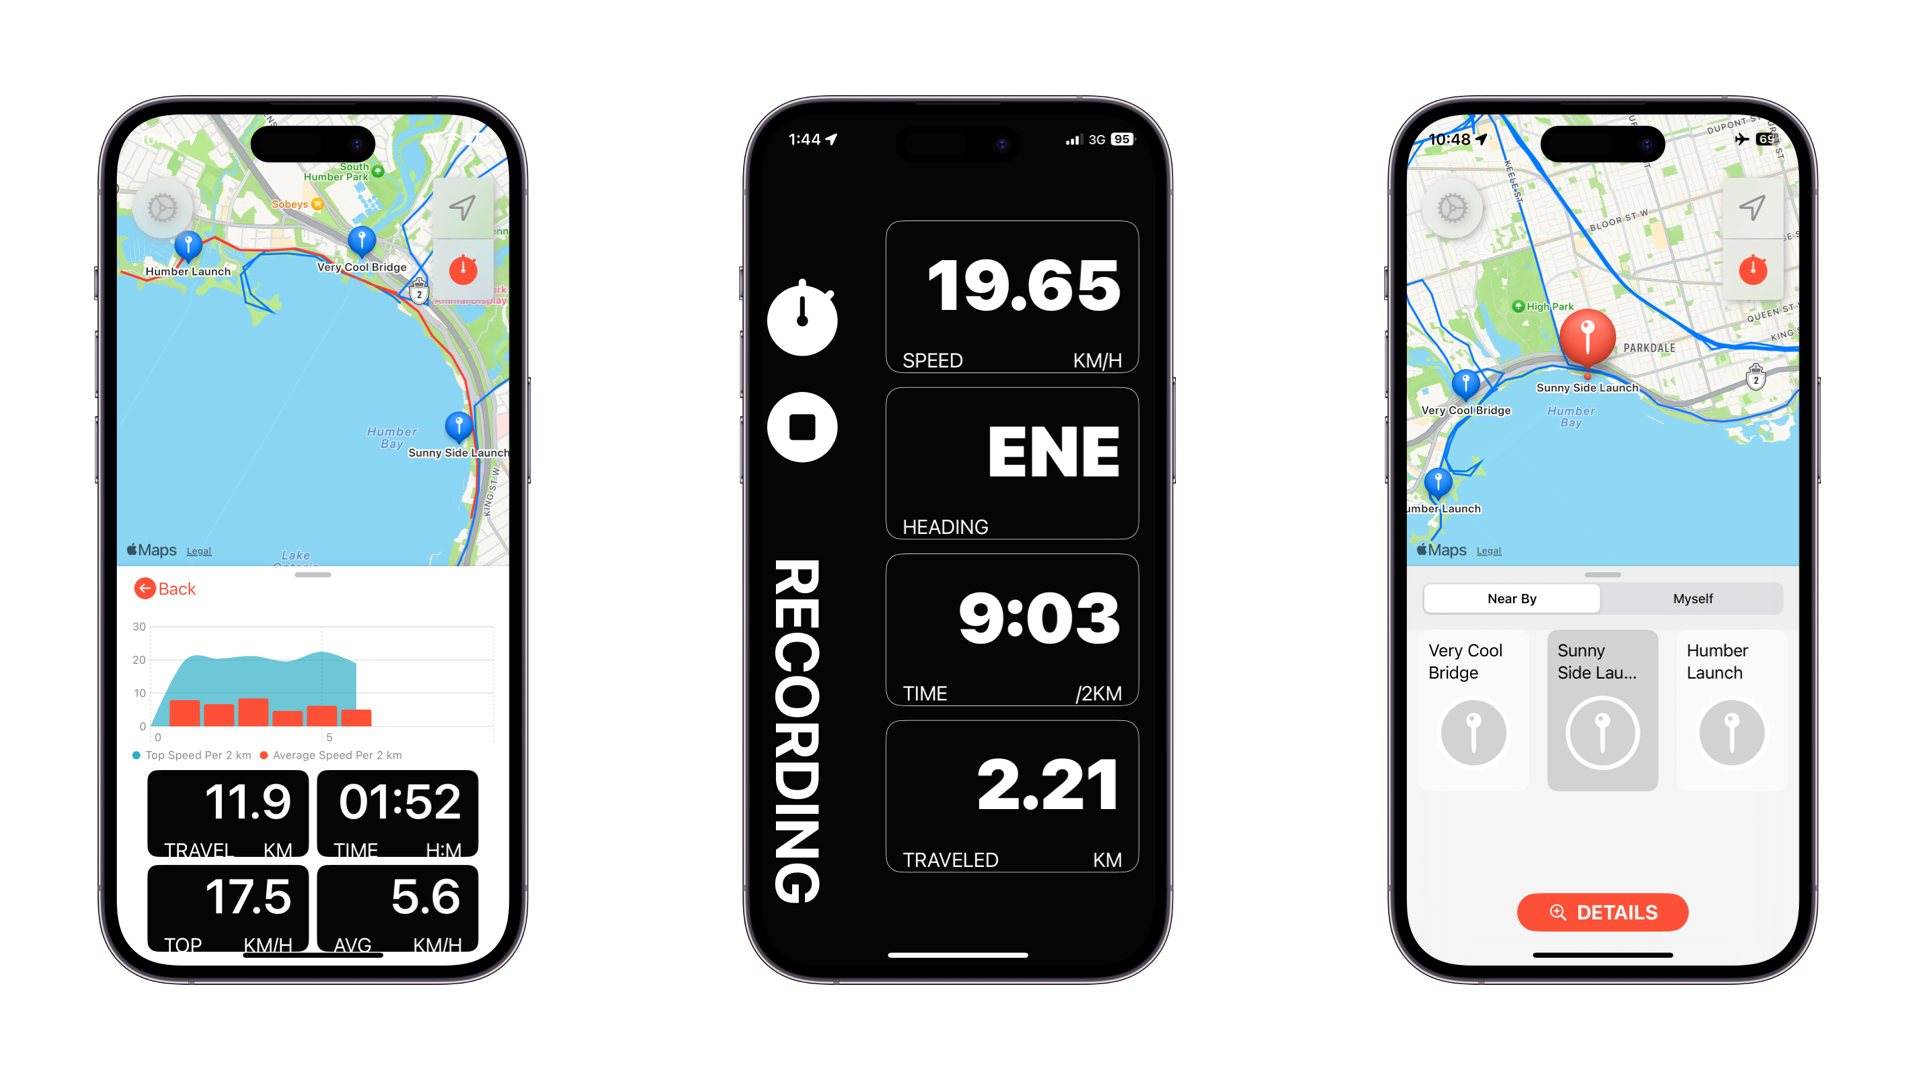 South
Humber Park
Sobeys
Humber Launch
Very Cool Bridge
2
Humber
Bay
Sunny Side Launch
KING ST W
Maps Legal
Lake
Back
30
20
10
0
0 5
Top Speed Per 2 km Average Speed Per 2 km
11.9
TRAVEL KM
01:52
TIME H:M
17.5
TOP KM/H
5.6
AVG KM/H
1:44 3G 95
RECORDING
19.65
SPEED KM/H
ENE
HEADING
9:03
TIME /2KM
2.21
TRAVELED KM
10:48 69
DUPONT ST
KEELE ST
BLOOR ST W
High Park
QUEEN ST
KING S
PARKDALE
2
Sunny Side Launch
Very Cool Bridge
Humber
Bay
umber Launch
Maps Legal
Near By Myself
Very Cool
Bridge
Sunny
Side Lau...
Humber
Launch
DETAILS